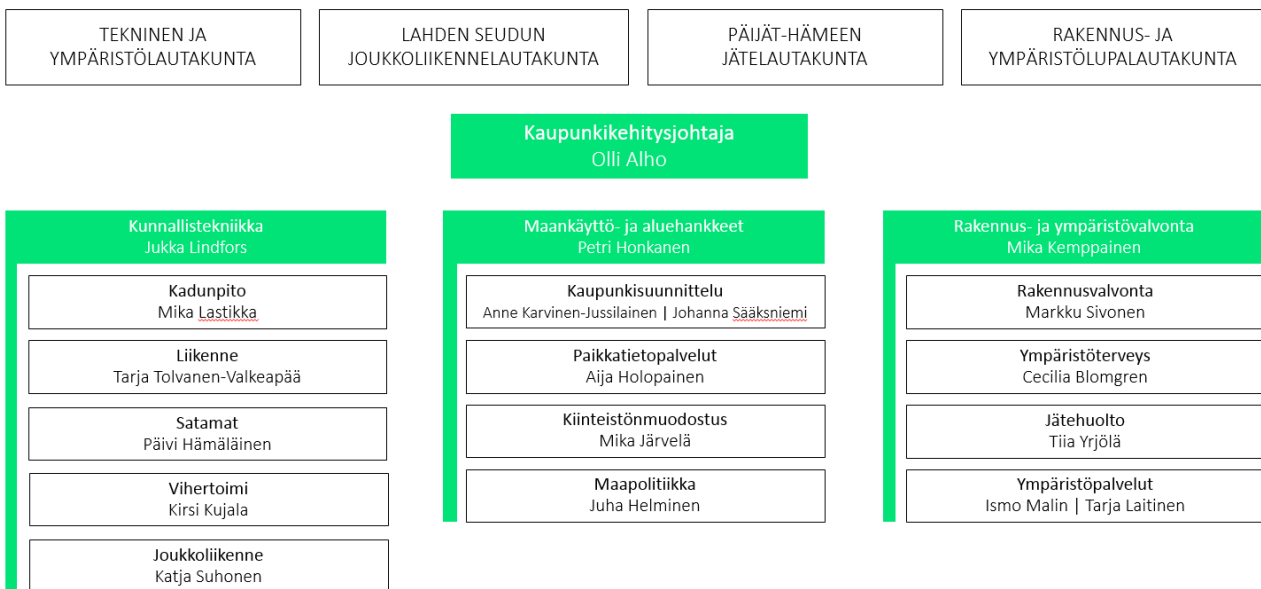 TEKNINEN JA
YMPÄRISTÖLAUTAKUNTA
LAHDEN SEUDUN
JOUKKOLIIKENNELAUTAKUNTA
PÄIJÄT-HÄMEEN
JÄTELAUTAKUNTA
RAKENNUS- JA
YMPÄRISTÖLUPALAUTAKUNTA
Kaupunkikehitysjohtaja
Olli Alho
Kunnallistekniikka
Jukka Lindfors
Kadunpito
Mika Lastikka
Liikenne
Tarja Tolvanen-Valkeapää
Satamat
Päivi Hämäläinen
Vihertoimi
Kirsi Kujala
Joukkoliikenne
Katja Suhonen
Maankäyttö- ja aluehankkeet
Petri Honkanen
Kaupunkisuunnittelu
Anne Karvinen-Jussilainen | Johanna Sääksniemi
Paikkatietopalvelut
Aija Holopainen
Kiinteistönmuodostus
Mika Järvelä
Maapolitiikka
Juha Helminen
Rakennus- ja ympäristövalvonta
Mika Kemppainen
Rakennusvalvonta
Markku Sivonen
Ympäristöterveys
Cecilia Blomgren
Jätehuolto
Tiia Yrjölä
Ympäristöpalvelut
Ismo Malin | Tarja Laitinen